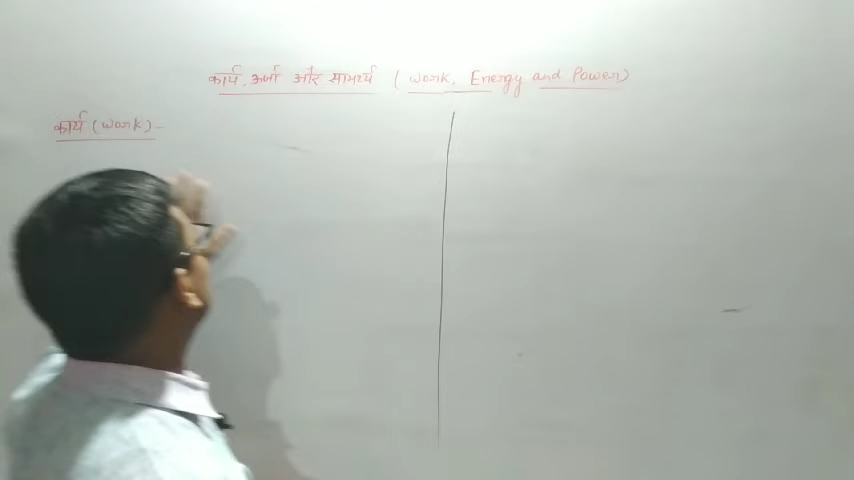 कार्य, ऊर्जा और सामर्थ्य ( Work, Energy and Power)
कार्य (Work) -